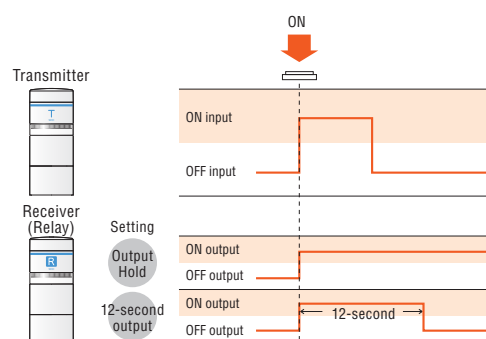 ON
Transmitter
T
ON input
OFF input
Receiver
(Relay)
Setting
R
Output
Hold
ON output
OFF output
12-second
output
ON output
12-second
OFF output